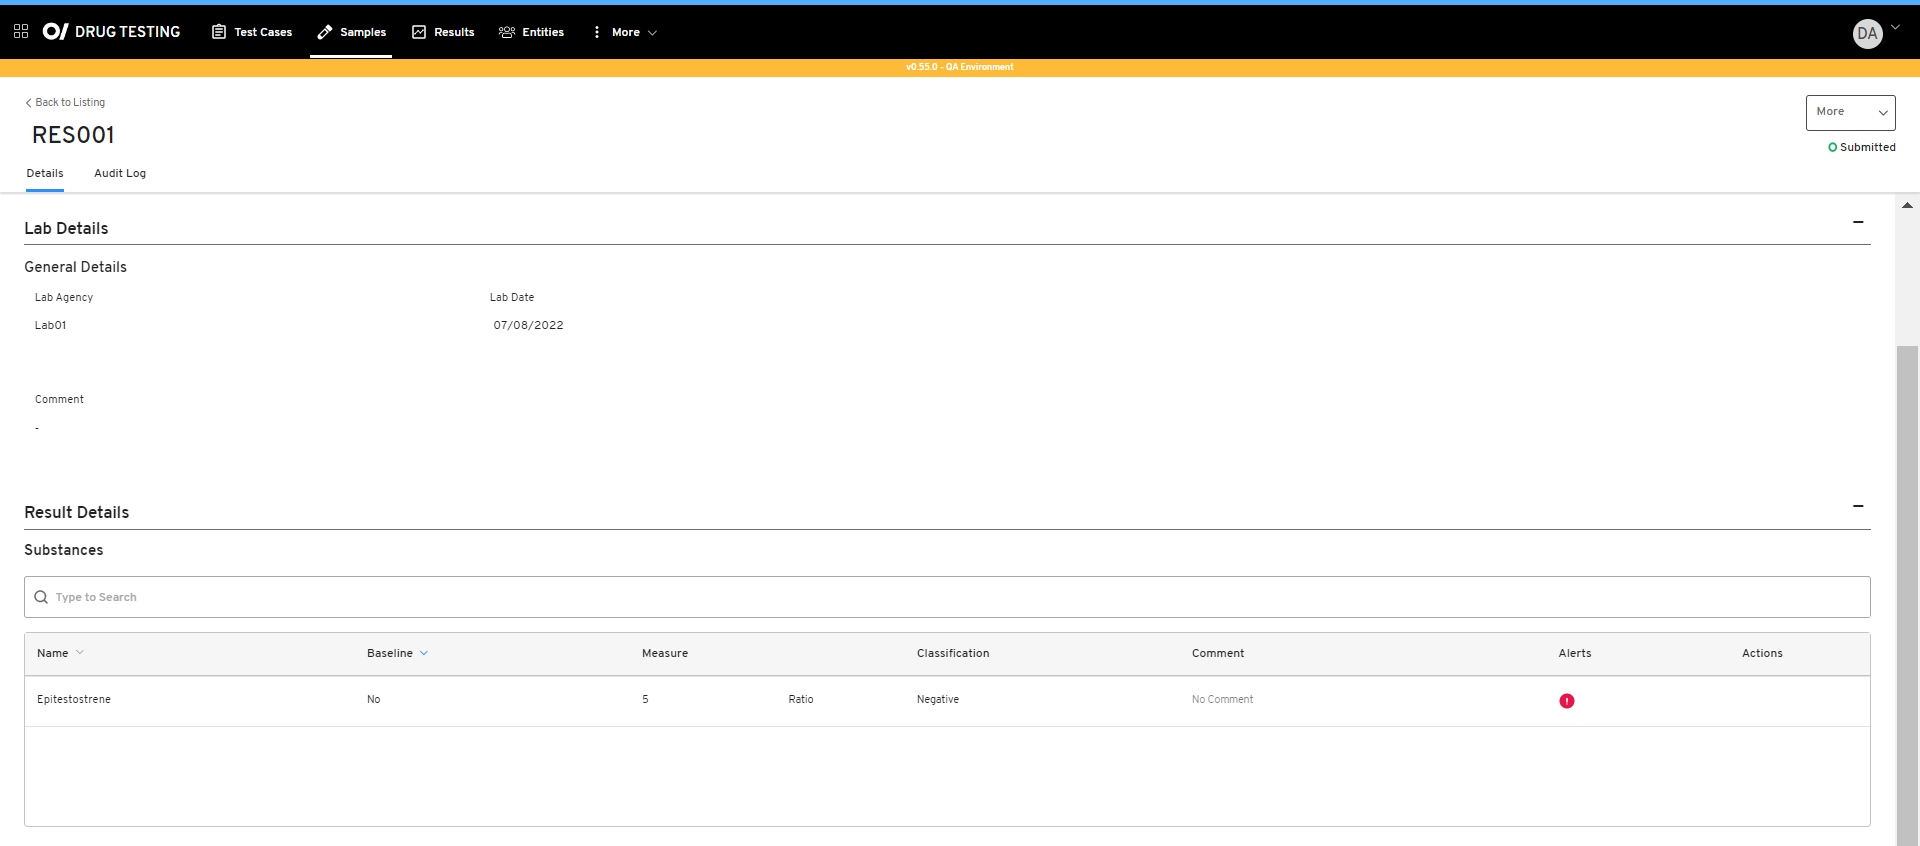 DRUG TESTING Test Cases Samples Results Entities More DA
v0.55.0 - QA Environment
Back to Listing
More
RES001
Submitted
Details Audit Log
Lab Details
General Details
Lab Agency Lab Date
Lab01 07/08/2022
Comment
-
Result Details
Substances
Type to Search
Name Baseline Measure Classification Comment Alerts Actions
Epitestostrene No 5 Ratio Negative No Comment